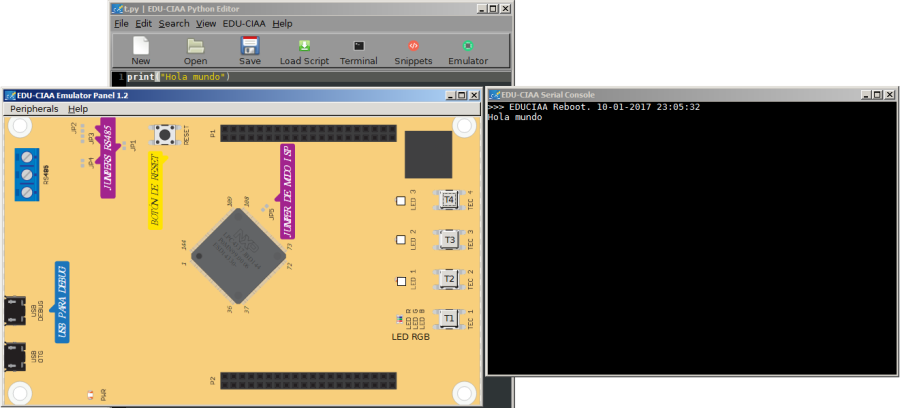 t.py | EDU-CIAA Python Editor
File Edit Search View EDU-CIAA Help
New Open Save Load Script Terminal Snippets Emulator
1 print("Hola mundo")
EDU-CIAA Emulator Panel 1.2
Peripherals Help
JP2
JP3
JP4
JUMPERS RS485
JP1
RESET
BOTON DE RESET
P1
RS485
JUMPER DE MODO ISP
JP5
108
109
144
1
73
72
36
37
LED 3
T4
TEC 4
LED 2
T3
TEC 3
LED 1
T2
TEC 2
LED R
LED G
LED B
T1
TEC 1
LED RGB
USB PARA DEBUG
USB
DEBUG
USB
OTG
P2
PWR
EDU-CIAA Serial Console
>>> EDUCIAA Reboot. 10-01-2017 23:05:32
Hola mundo